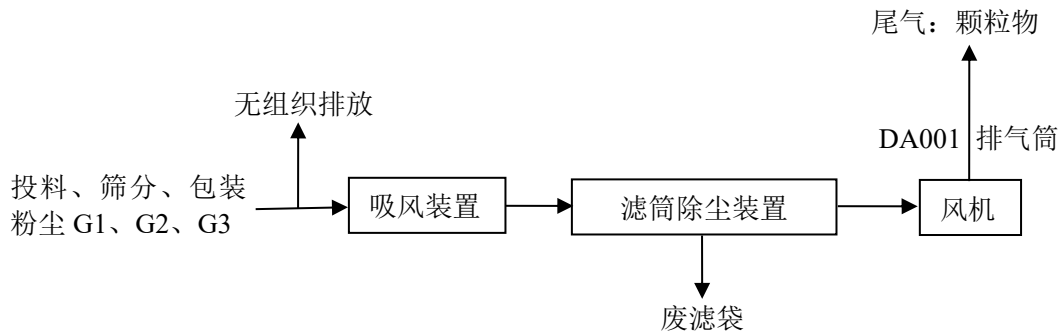 尾气：颗粒物
无组织排放
DA001 排气筒
投料、筛分、包装
粉尘 G1、G2、G3
吸风装置
滤筒除尘装置
风机
废滤袋